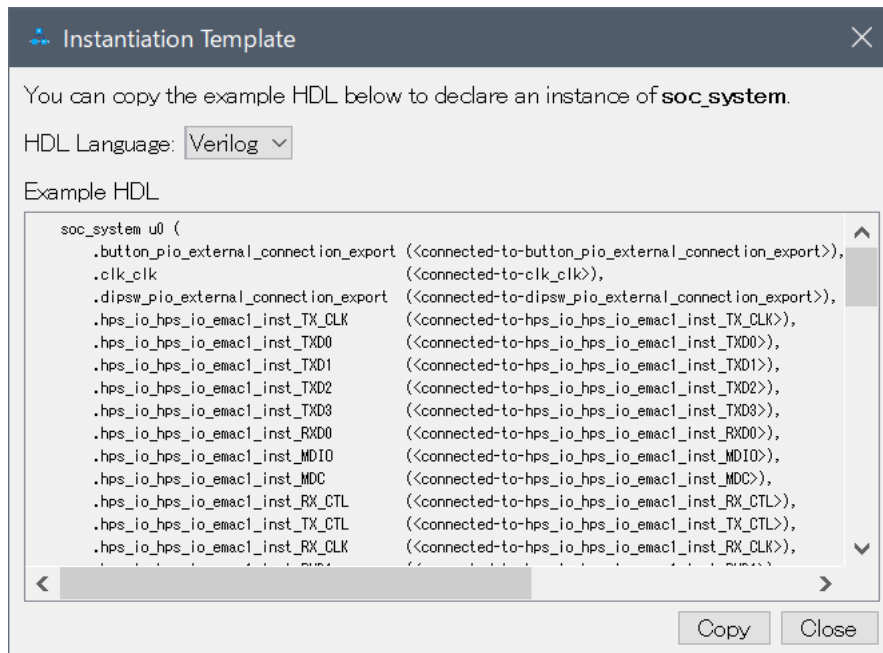 Instantiation Template
You can copy the example HDL below to declare an instance of soc_system.
HDL Language: Verilog
Example HDL
soc_system u0 (
.button_pio_external_connection_export (<connected-to-button_pio_external_connection_export>),
.clk_clk (<connected-to-clk_clk>),
.dipsw_pio_external_connection_export (<connected-to-dipsw_pio_external_connection_export>),
.hps_io_hps_io_emac1_inst_TX_CLK (<connected-to-hps_io_hps_io_emac1_inst_TX_CLK>),
.hps_io_hps_io_emac1_inst_TXD0 (<connected-to-hps_io_hps_io_emac1_inst_TXD0>),
.hps_io_hps_io_emac1_inst_TXD1 (<connected-to-hps_io_hps_io_emac1_inst_TXD1>),
.hps_io_hps_io_emac1_inst_TXD2 (<connected-to-hps_io_hps_io_emac1_inst_TXD2>),
.hps_io_hps_io_emac1_inst_TXD3 (<connected-to-hps_io_hps_io_emac1_inst_TXD3>),
.hps_io_hps_io_emac1_inst_RXD0 (<connected-to-hps_io_hps_io_emac1_inst_RXD0>),
.hps_io_hps_io_emac1_inst_MDIO (<connected-to-hps_io_hps_io_emac1_inst_MDIO>),
.hps_io_hps_io_emac1_inst_MDC (<connected-to-hps_io_hps_io_emac1_inst_MDC>),
.hps_io_hps_io_emac1_inst_RX_CTL (<connected-to-hps_io_hps_io_emac1_inst_RX_CTL>),
.hps_io_hps_io_emac1_inst_TX_CTL (<connected-to-hps_io_hps_io_emac1_inst_TX_CTL>),
.hps_io_hps_io_emac1_inst_RX_CLK (<connected-to-hps_io_hps_io_emac1_inst_RX_CLK>),
Copy Close